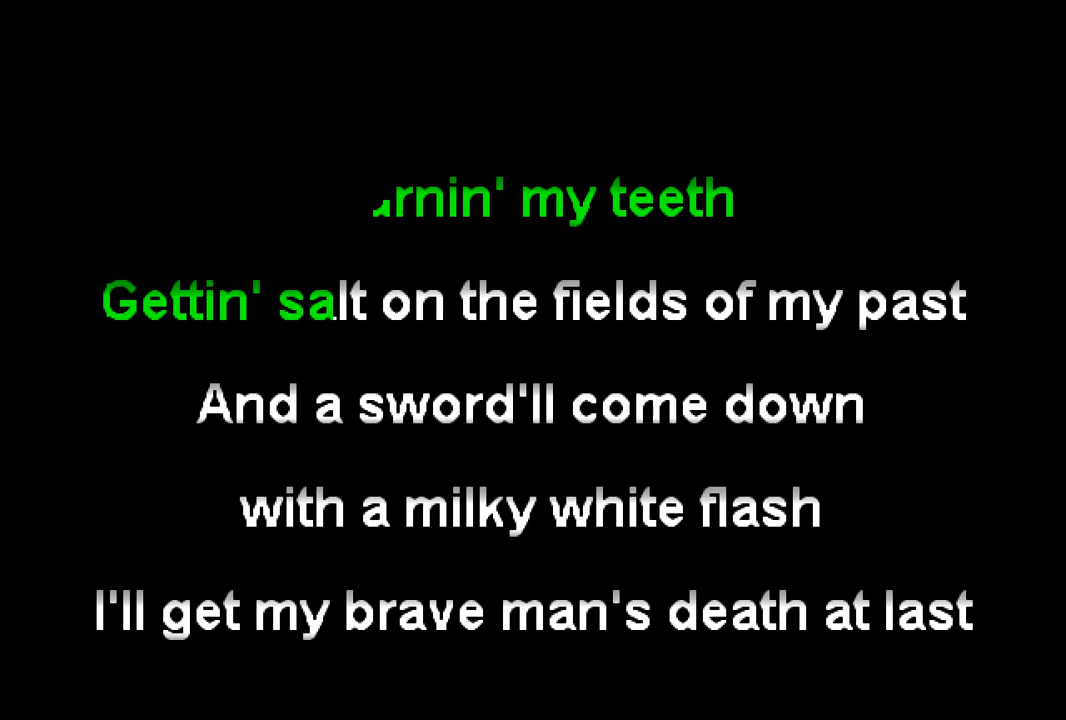 my teeth
Gettin' salt on the fields of my past
And a sword'll come down
with a milky white flash
I'll get my brave man's death at last